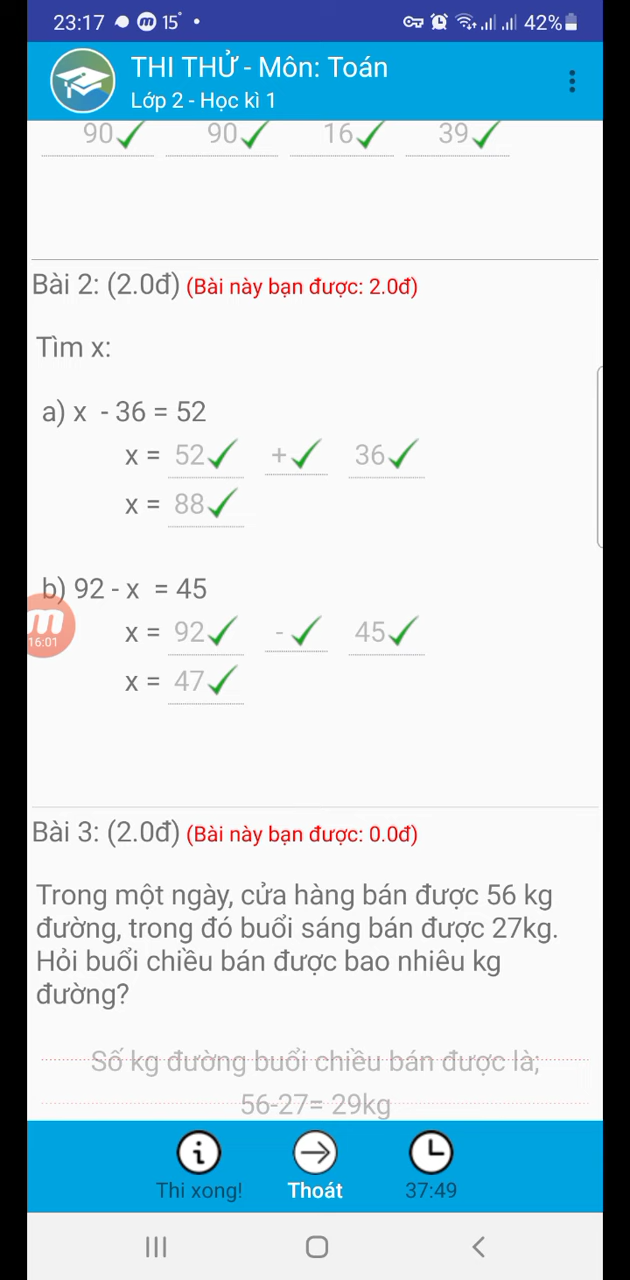 23:17 m 15° • 42%
THI THỬ - Môn: Toán
Lớp 2 - Học kì 1
90 90 16 39
Bài 2: (2.0đ) (Bài này bạn được: 2.0đ)
Tìm x:
a) x - 36 = 52
x = 52 + 36
x = 88
b) 92 - x = 45
x = 92 - 45
m
16:01
x = 47
Bài 3: (2.0đ) (Bài này bạn được: 0.0đ)
Trong một ngày, cửa hàng bán được 56 kg
đường, trong đó buổi sáng bán được 27kg.
Hỏi buổi chiều bán được bao nhiêu kg
đường?
Số kg đường buổi chiều bán được là;
56-27= 29kg
Thi xong! Thoát 37:49